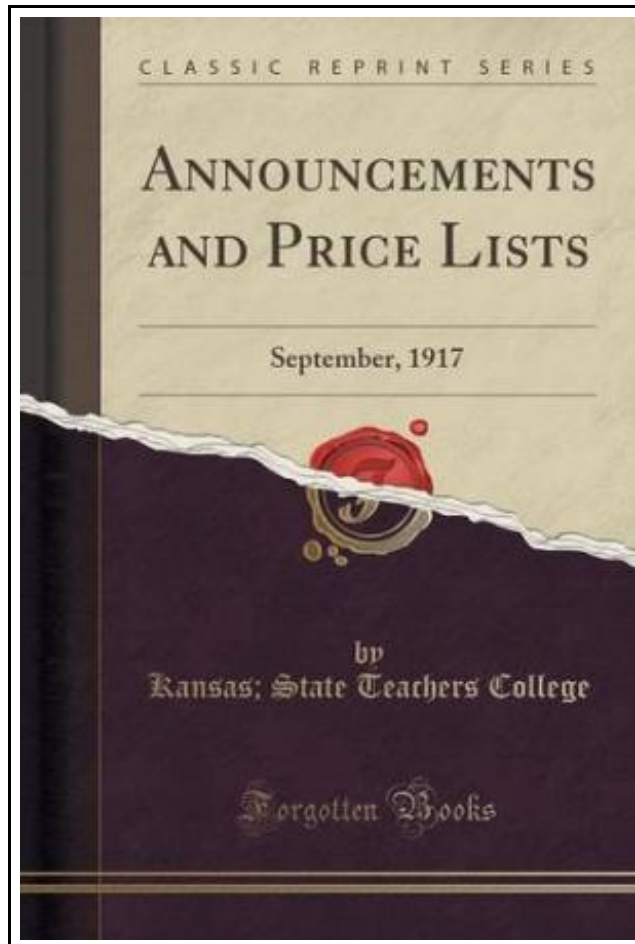 CLASSIC REPRINT SERIES
ANNOUNCEMENTS
AND PRICE LISTS
September, 1917
by
Kansas; State Teachers College
Forgotten Books